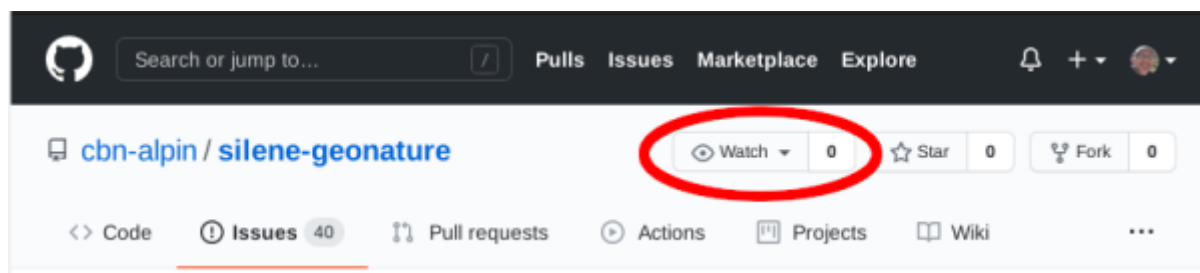 Search or jump to... / Pulls Issues Marketplace Explore
cbn-alpin / silene-geonature Watch 0 Star 0 Fork 0
<> Code Issues 40 Pull requests Actions Projects Wiki ...